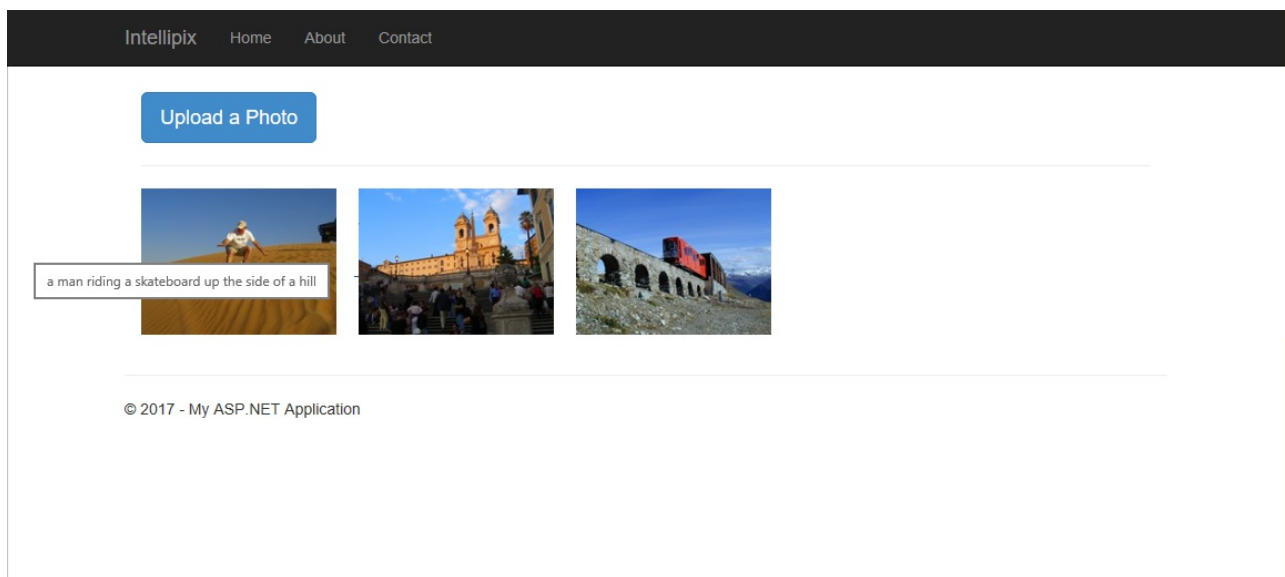 Intellipix Home About Contact
Upload a Photo
a man riding a skateboard up the side of a hill
© 2017 - My ASP.NET Application